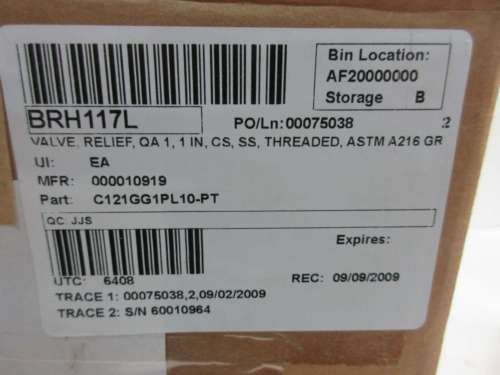 Bin Location:
AF20000000
Storage B
BRH117L
PO/Ln: 00075038 2
VALVE, RELIEF, QA 1, 1 IN, CS, SS, THREADED, ASTM A216 GR
UI: EA
MFR: 000010919
Part: C121GG1PL10-PT
QC: JJS
Expires:
UTC: 6408
REC: 09/09/2009
TRACE 1: 00075038,2,09/02/2009
TRACE 2: S/N 60010964